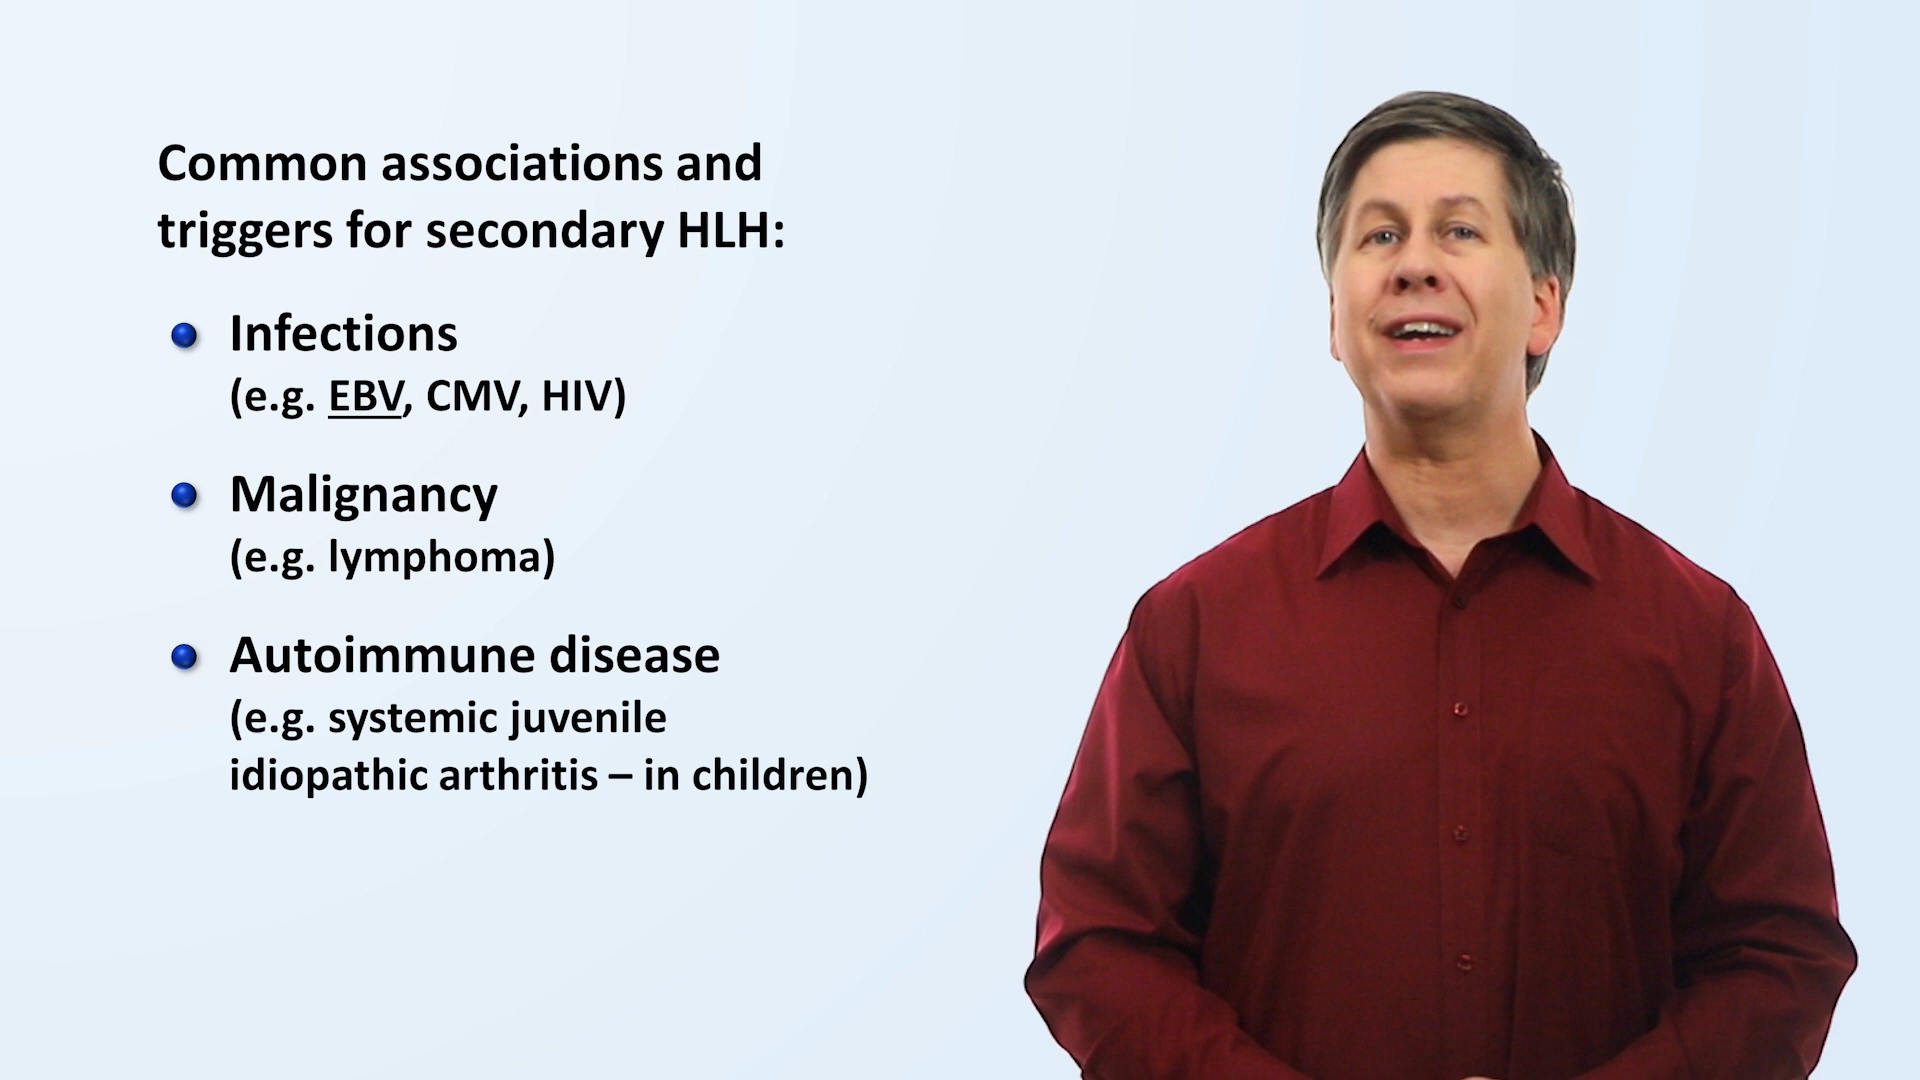 Common associations and
triggers for secondary HLH:
Infections
(e.g. EBV, CMV, HIV)
Malignancy
(e.g. lymphoma)
Autoimmune disease
(e.g. systemic juvenile
idiopathic arthritis – in children)